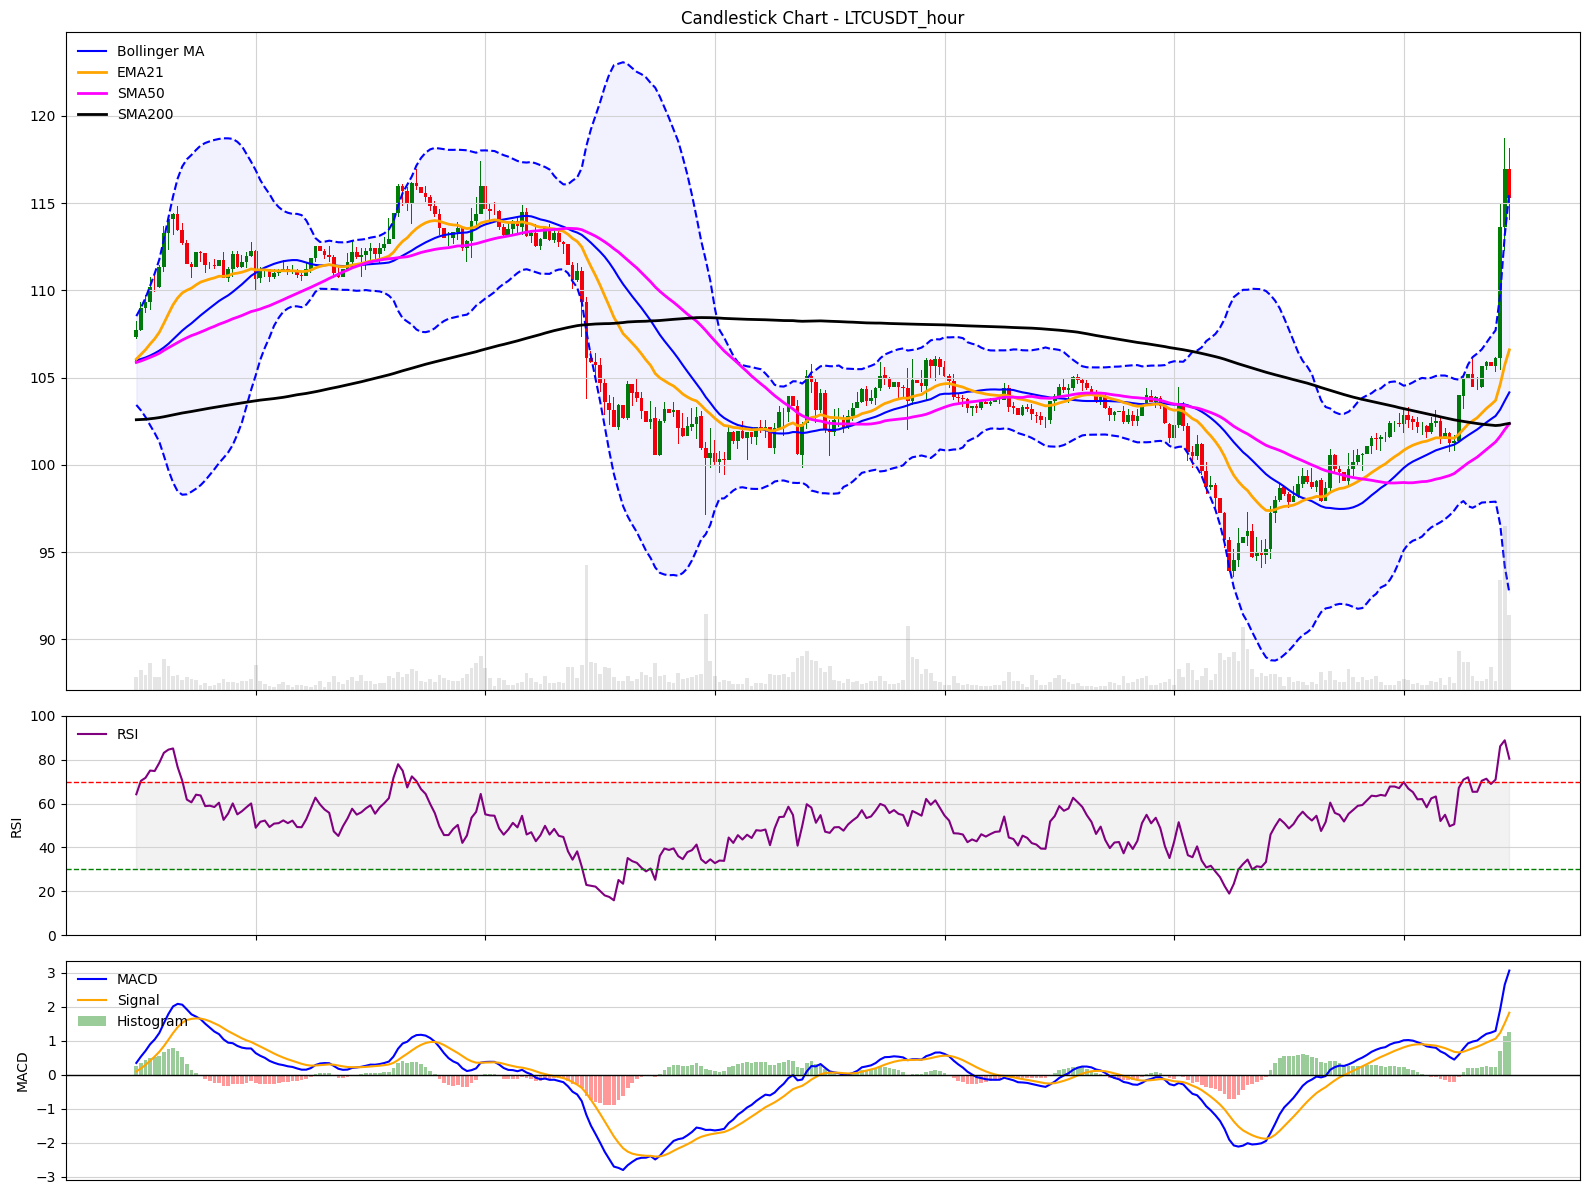 Candlestick Chart - LTCUSDT_hour
Bollinger MA
EMA21
SMA50
SMA200
120
115
110
105
100
95
90
RSI
100
80
60
40
20
0
RSI
MACD
Signal
Histogram
3
2
1
0
−1
−2
−3
MACD